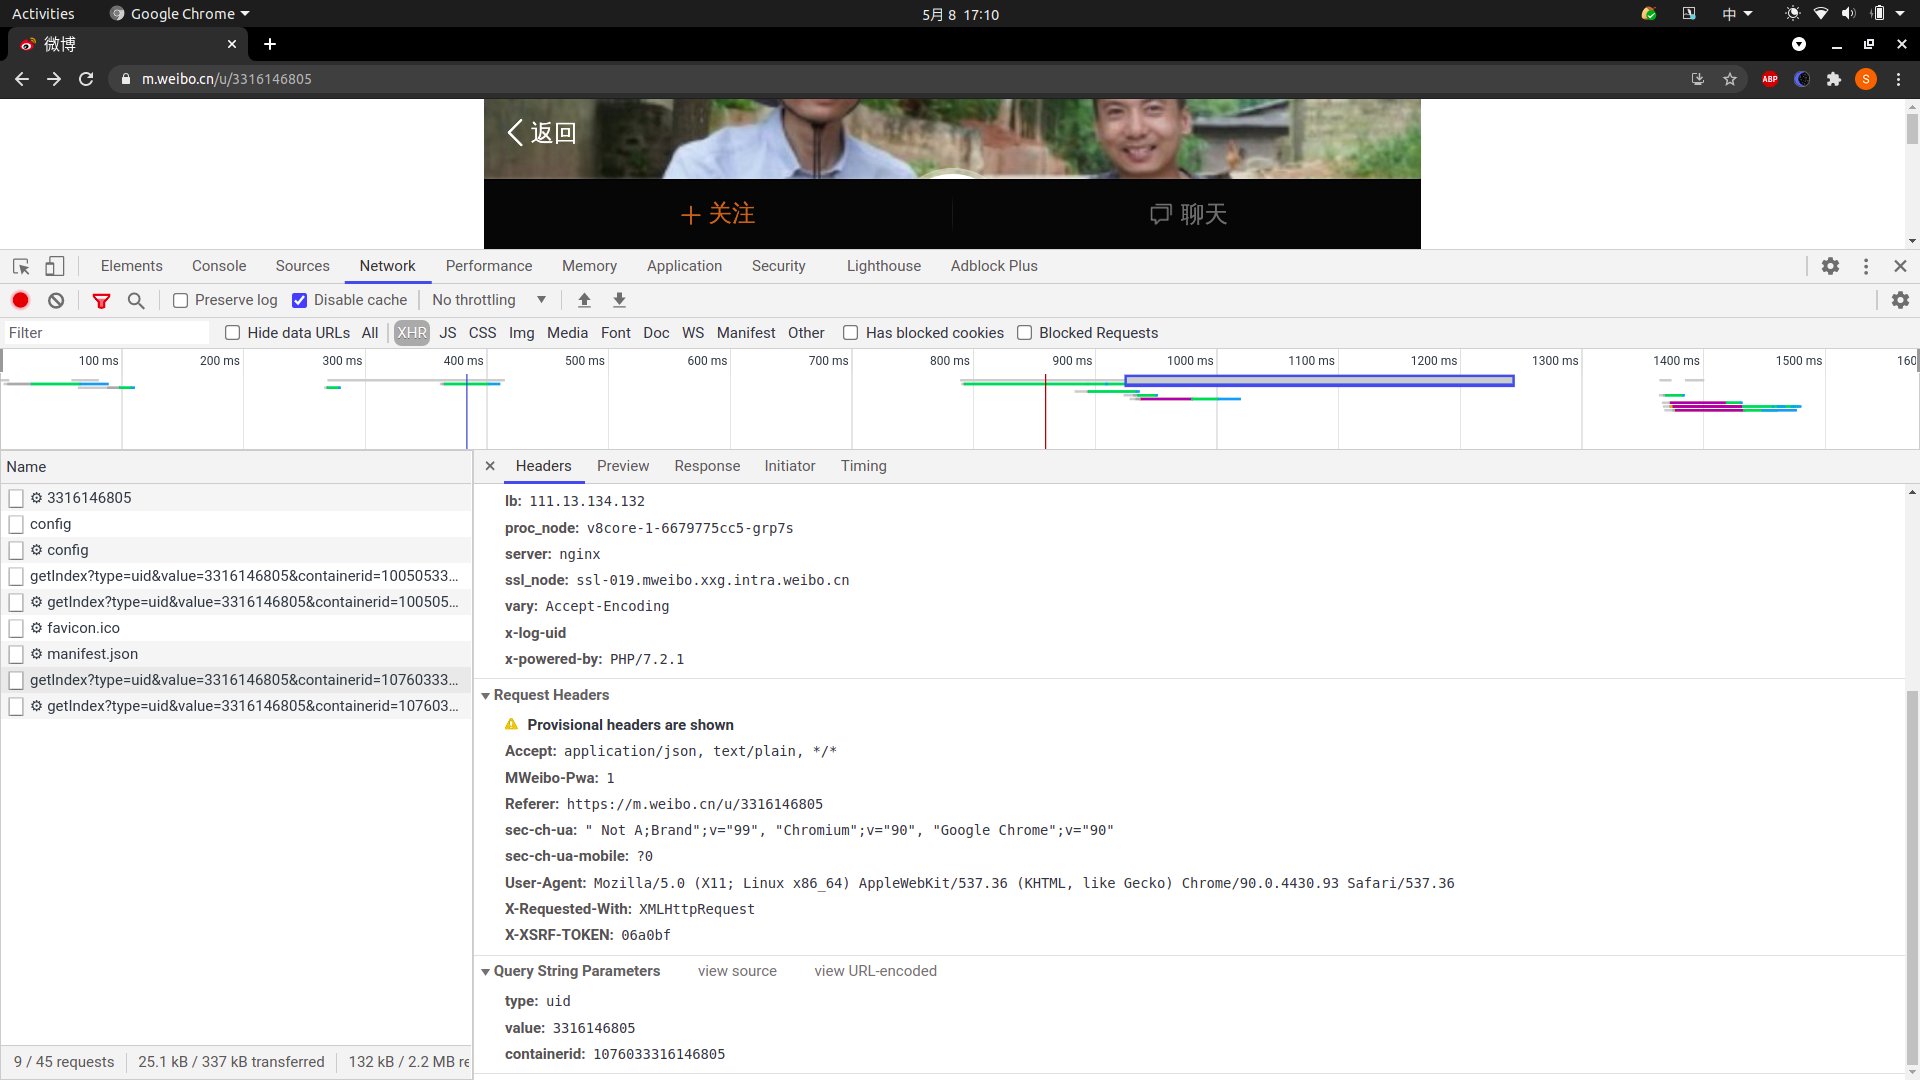 Activities Google Chrome 5月 8 17:10 中
微博
m.weibo.cn/u/3316146805 ABP S
返回
关注 聊天
Elements Console Sources Network Performance Memory Application Security Lighthouse Adblock Plus
Preserve log Disable cache No throttling
Filter Hide data URLs All XHR JS CSS Img Media Font Doc WS Manifest Other Has blocked cookies Blocked Requests
100 ms 200 ms 300 ms 400 ms 500 ms 600 ms 700 ms 800 ms 900 ms 1000 ms 1100 ms 1200 ms 1300 ms 1400 ms 1500 ms 160
Name
3316146805
config
config
getIndex?type=uid&value=3316146805&containerid=10050533…
getIndex?type=uid&value=3316146805&containerid=100505…
favicon.ico
manifest.json
getIndex?type=uid&value=3316146805&containerid=10760333…
getIndex?type=uid&value=3316146805&containerid=107603…
9 / 45 requests 25.1 kB / 337 kB transferred 132 kB / 2.2 MB re
Headers Preview Response Initiator Timing
lb: 111.13.134.132
proc_node: v8core-1-6679775cc5-grp7s
server: nginx
ssl_node: ssl-019.mweibo.xxg.intra.weibo.cn
vary: Accept-Encoding
x-log-uid
x-powered-by: PHP/7.2.1
Request Headers
Provisional headers are shown
Accept: application/json, text/plain, */*
MWeibo-Pwa: 1
Referer: https://m.weibo.cn/u/3316146805
sec-ch-ua: " Not A;Brand";v="99", "Chromium";v="90", "Google Chrome";v="90"
sec-ch-ua-mobile: ?0
User-Agent: Mozilla/5.0 (X11; Linux x86_64) AppleWebKit/537.36 (KHTML, like Gecko) Chrome/90.0.4430.93 Safari/537.36
X-Requested-With: XMLHttpRequest
X-XSRF-TOKEN: 06a0bf
Query String Parameters view source view URL-encoded
type: uid
value: 3316146805
containerid: 1076033316146805